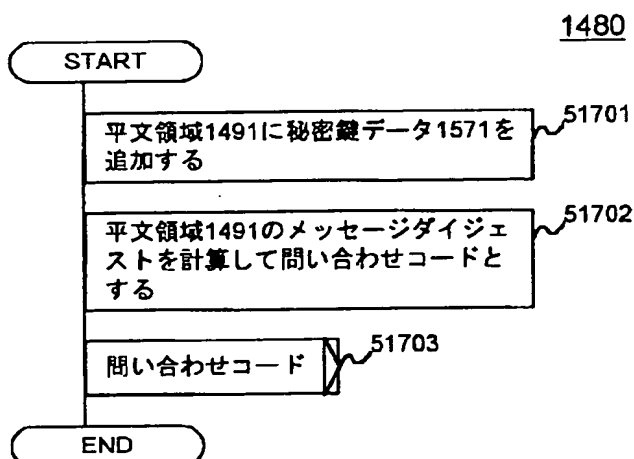 1480
START
平文領域1491に秘密鍵データ1571を
追加する
51701
平文領域1491のメッセージダイジェ
ストを計算して問い合わせコードと
する
51702
問い合わせコード
51703
END